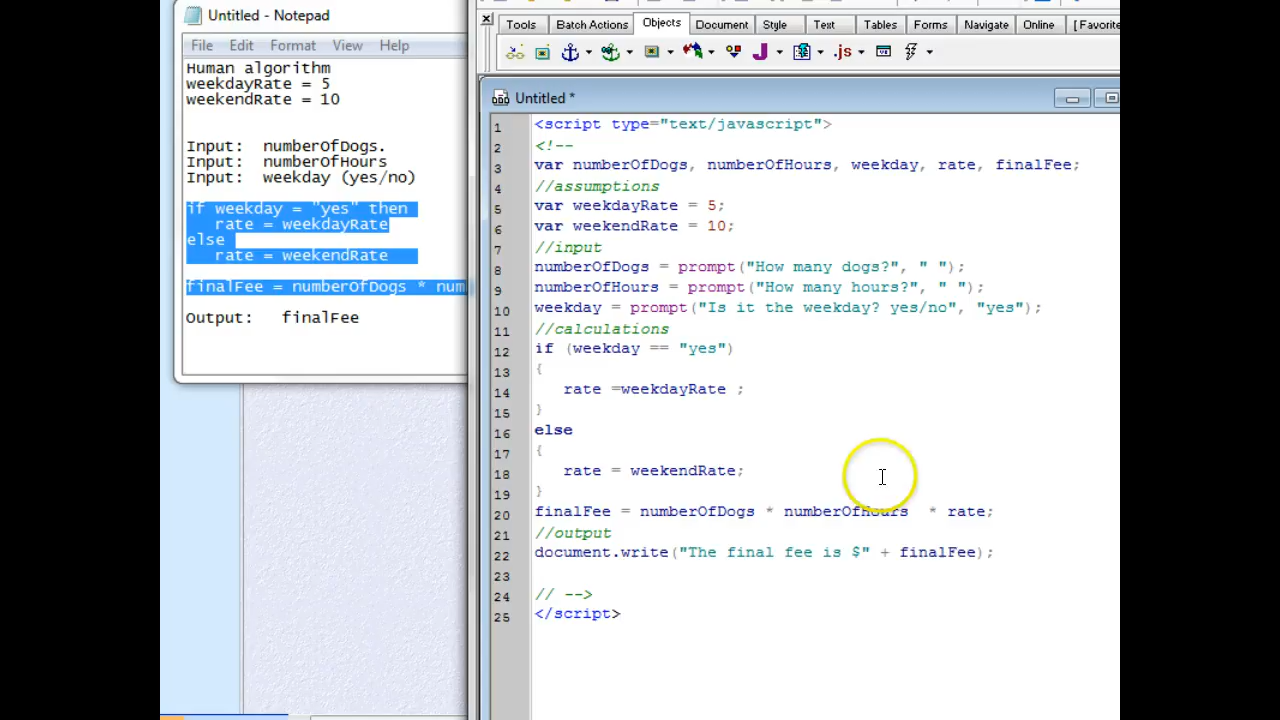 Untitled - Notepad
File Edit Format View Help
Human algorithm
weekdayRate = 5
weekendRate = 10
Input: numberOfDogs.
Input: numberOfHours
Input: weekday (yes/no)
if weekday = "yes" then
rate = weekdayRate
else
rate = weekendRate
finalFee = numberOfDogs * num
Output: finalFee
Tools Batch Actions Objects Document Style Text Tables Forms Navigate Online [Favorite
.js
Untitled *
1 <script type="text/javascript">
2 <!--
3 var numberOfDogs, numberOfHours, weekday, rate, finalFee;
4 //assumptions
5 var weekdayRate = 5;
6 var weekendRate = 10;
7 //input
8 numberOfDogs = prompt("How many dogs?", " ");
9 numberOfHours = prompt("How many hours?", " ");
10 weekday = prompt("Is it the weekday? yes/no", "yes");
11 //calculations
12 if (weekday == "yes")
13 {
14 rate =weekdayRate ;
15 }
16 else
17 {
18 rate = weekendRate;
19 }
20 finalFee = numberOfDogs * numberOfHours * rate;
21 //output
22 document.write("The final fee is $" + finalFee);
23
24 // -->
25 </script>